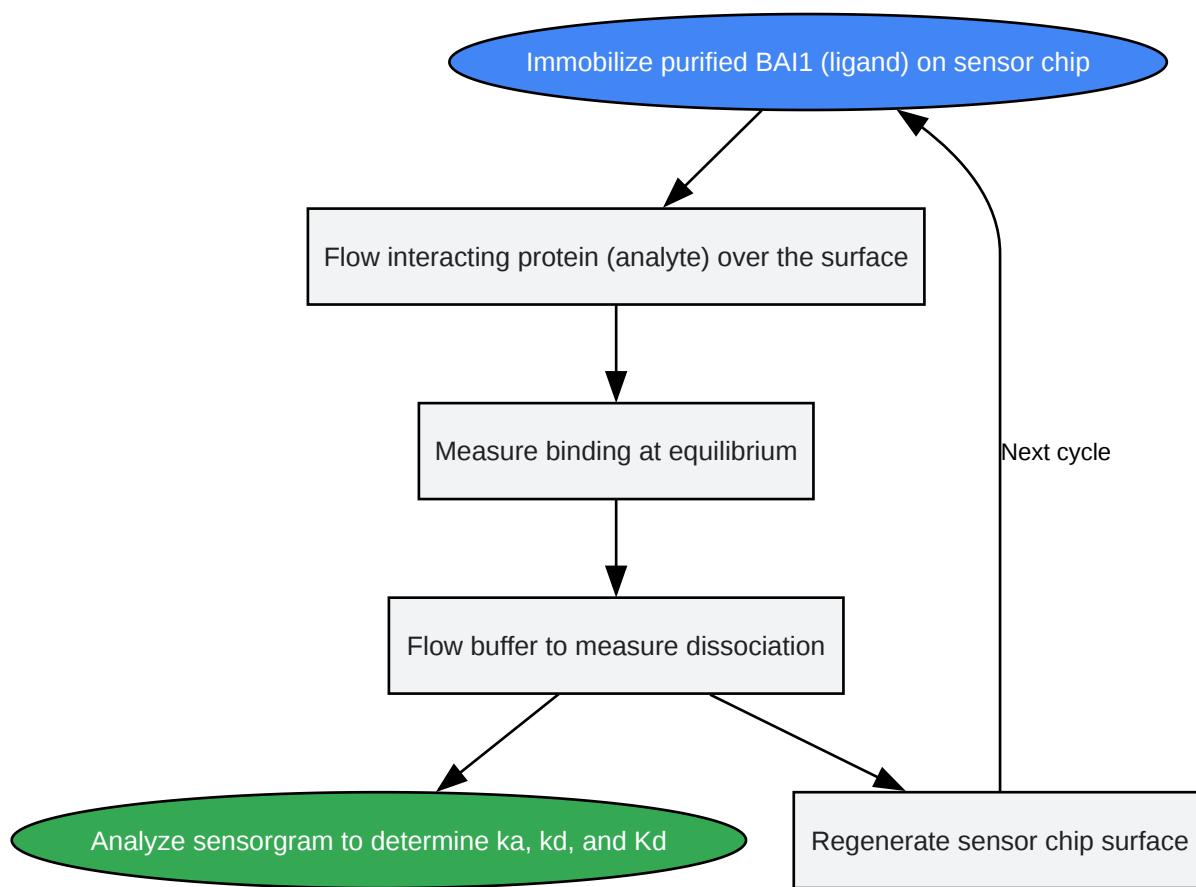 Immobilize purified BAI1 (ligand) on sensor chip
Flow interacting protein (analyte) over the surface
Measure binding at equilibrium
Next cycle
Flow buffer to measure dissociation
Analyze sensorgram to determine ka, kd, and Kd
Regenerate sensor chip surface